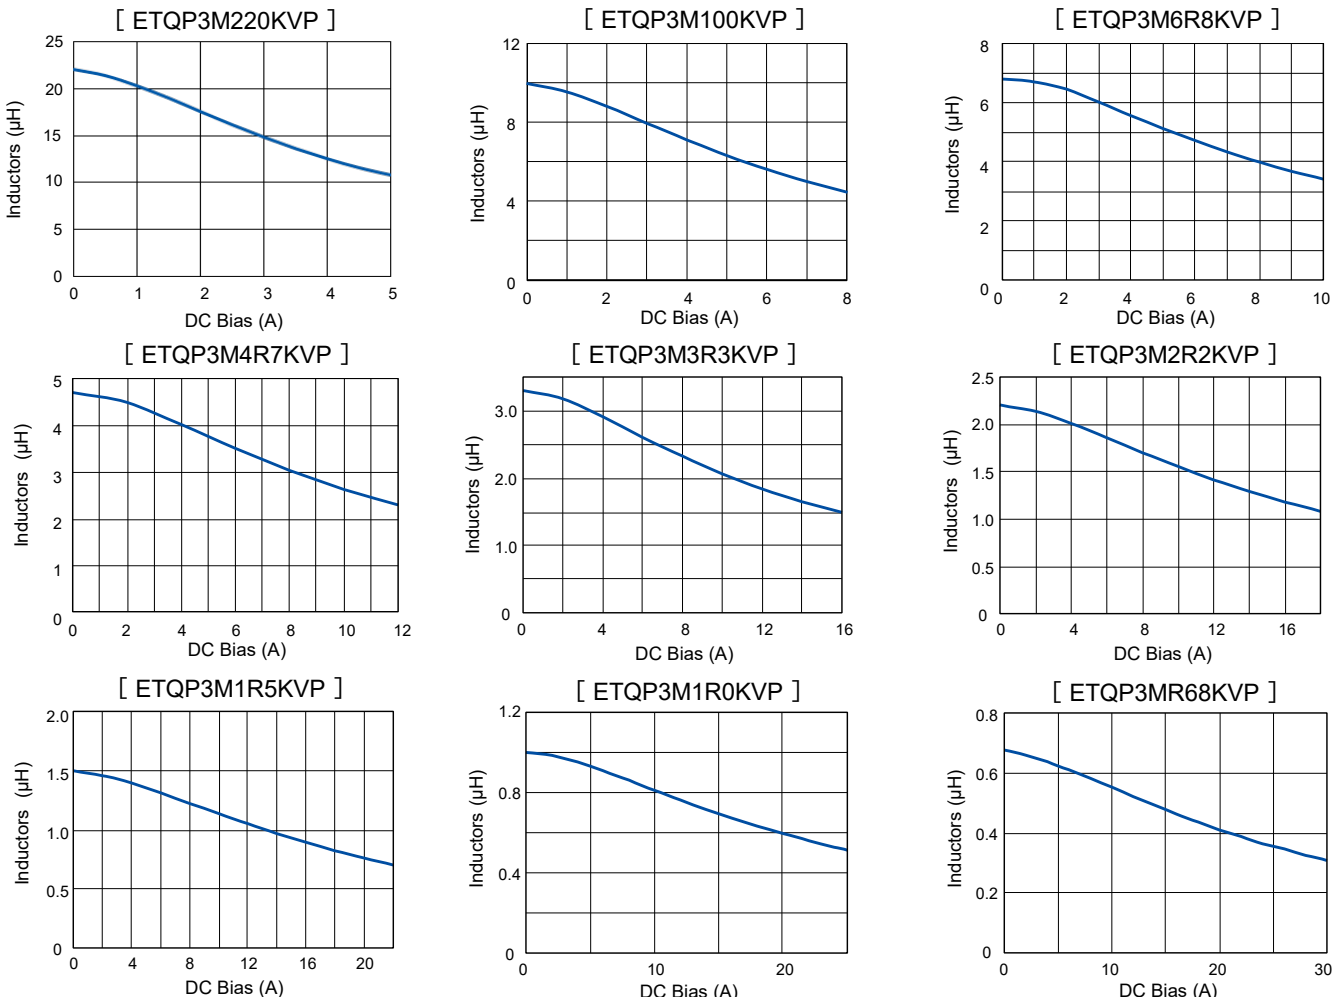 ［ ETQP3M220KVP ］
25
20
15
10
5
0
0 1 2 3 4 5
Inductors (µH)
DC Bias (A)
［ ETQP3M100KVP ］
12
8
4
0
0 2 4 6 8
Inductors (µH)
DC Bias (A)
［ ETQP3M6R8KVP ］
8
6
4
2
0
0 2 4 6 8 10
Inductors (µH)
DC Bias (A)
［ ETQP3M4R7KVP ］
5
4
3
2
1
0
0 2 4 6 8 10 12
Inductors (µH)
DC Bias (A)
［ ETQP3M3R3KVP ］
3.0
2.0
1.0
0
0 4 8 12 16
Inductors (µH)
DC Bias (A)
［ ETQP3M2R2KVP ］
2.5
2.0
1.5
1.0
0.5
0
0 4 8 12 16
Inductors (µH)
DC Bias (A)
［ ETQP3M1R5KVP ］
2.0
1.5
1.0
0.5
0
0 4 8 12 16 20
Inductors (µH)
DC Bias (A)
［ ETQP3M1R0KVP ］
1.2
0.8
0.4
0
0 10 20
Inductors (µH)
DC Bias (A)
［ ETQP3MR68KVP ］
0.8
0.6
0.4
0.2
0
0 10 20 30
Inductors (µH)
DC Bias (A)